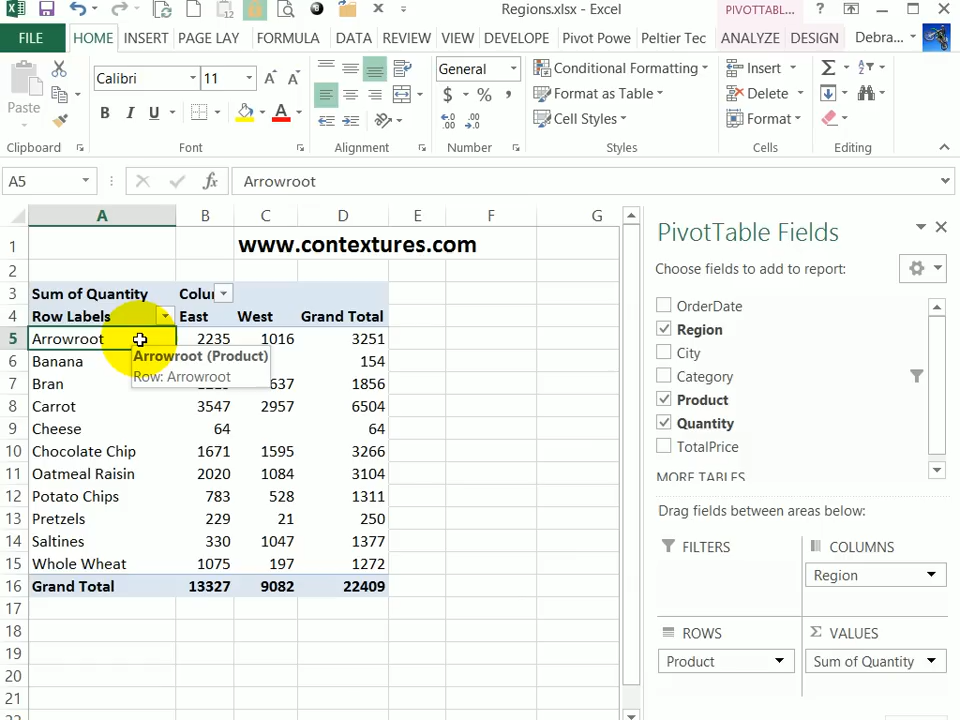 Regions.xlsx - Excel
PIVOTTABLE...
?
FILE
HOME
INSERT
PAGE LAY
FORMULA
DATA
REVIEW
VIEW
DEVELOPE
Pivot Powe
Peltier Tec
ANALYZE
DESIGN
Debra...
Paste
Calibri
11
B I U
General
$ % ,
Conditional Formatting
Format as Table
Cell Styles
Insert
Delete
Format
Clipboard
Font
Alignment
Number
Styles
Cells
Editing
A5
fx
Arrowroot
A B C D E F G
1 www.contextures.com
2
3 Sum of Quantity Colu
4 Row Labels East West Grand Total
5 Arrowroot 2235 1016 3251
6 Banana 154
7 Bran 637 1856
8 Carrot 3547 2957 6504
9 Cheese 64 64
10 Chocolate Chip 1671 1595 3266
11 Oatmeal Raisin 2020 1084 3104
12 Potato Chips 783 528 1311
13 Pretzels 229 21 250
14 Saltines 330 1047 1377
15 Whole Wheat 1075 197 1272
16 Grand Total 13327 9082 22409
17
18
19
20
21
Arrowroot (Product)
Row: Arrowroot
PivotTable Fields
Choose fields to add to report:
OrderDate
Region
City
Category
Product
Quantity
TotalPrice
MORE TABLES
Drag fields between areas below:
FILTERS
COLUMNS
Region
ROWS
VALUES
Product
Sum of Quantity